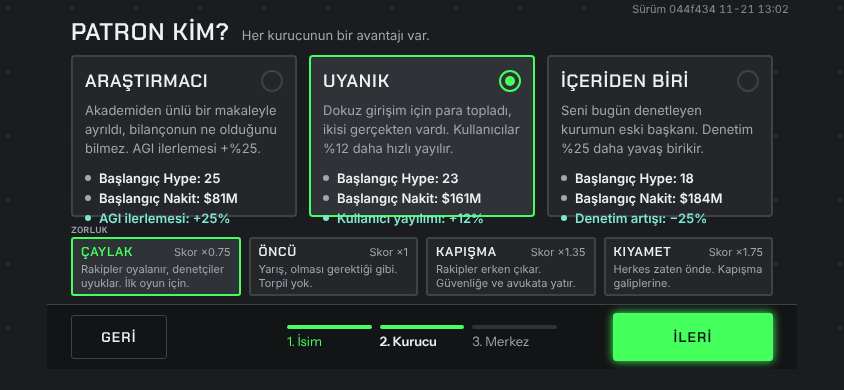 Sürüm 044f434 11-21 13:02
PATRON KİM? Her kurucunun bir avantajı var.
ARAŞTIRMACI
Akademiden ünlü bir makaleyle
ayrıldı, bilançonun ne olduğunu
bilmez. AGI ilerlemesi +%25.
Başlangıç Hype: 25
Başlangıç Nakit: $81M
AGI ilerlemesi: +25%
UYANIK
Dokuz girişim için para topladı,
ikisi gerçekten vardı. Kullanıcılar
%12 daha hızlı yayılır.
Başlangıç Hype: 23
Başlangıç Nakit: $161M
Kullanıcı yayılımı: +12%
İÇERİDEN BİRİ
Seni bugün denetleyen
kurumun eski başkanı. Denetim
%25 daha yavaş birikir.
Başlangıç Hype: 18
Başlangıç Nakit: $184M
Denetim artışı: −25%
ZORLUK
ÇAYLAK Skor ×0.75
Rakipler oyalanır, denetçiler
uyuklar. İlk oyun için.
ÖNCÜ Skor ×1
Yarış, olması gerektiği gibi.
Torpil yok.
KAPIŞMA Skor ×1.35
Rakipler erken çıkar.
Güvenliğe ve avukata yatır.
KIYAMET Skor ×1.75
Herkes zaten önde. Kapışma
galiplerine.
GERİ
1. İsim
2. Kurucu
3. Merkez
İLERİ